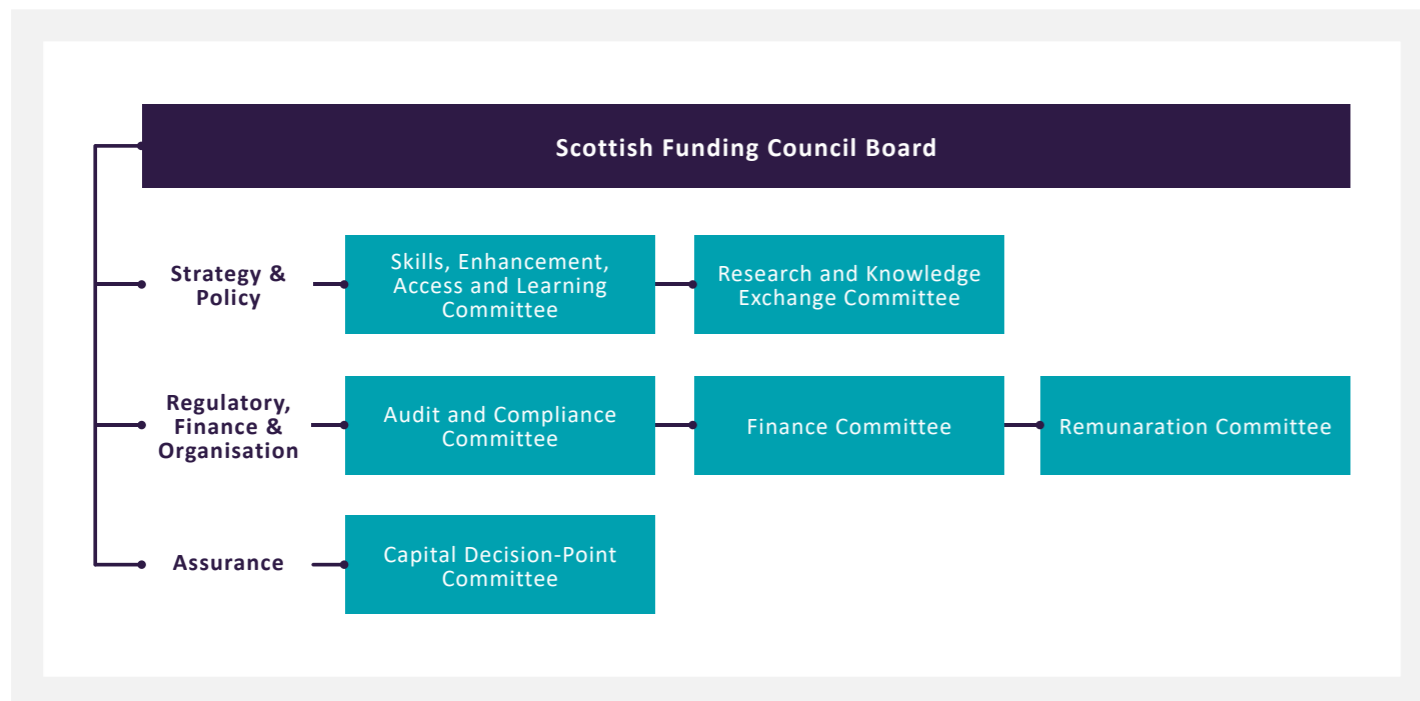 Scottish Funding Council Board
Strategy &
Policy
Skills, Enhancement,
Access and Learning
Committee
Research and Knowledge
Exchange Committee
Regulatory,
Finance &
Organisation
Audit and Compliance
Committee
Finance Committee
Remunaration Committee
Assurance
Capital Decision-Point
Committee